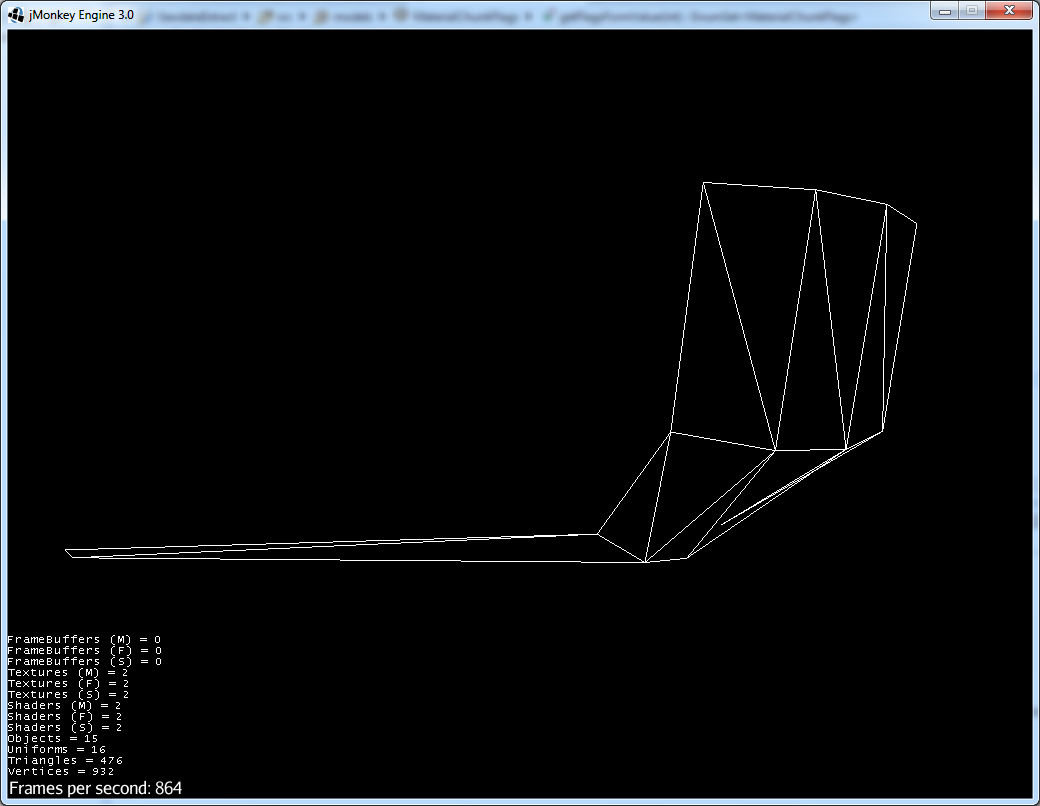 jMonkey Engine 3.0
FrameBuffers (M) = 0
FrameBuffers (F) = 0
FrameBuffers (S) = 0
Textures (M) = 2
Textures (F) = 2
Textures (S) = 2
Shaders (M) = 2
Shaders (F) = 2
Shaders (S) = 2
Objects = 15
Uniforms = 16
Triangles = 476
Vertices = 932
Frames per second: 864